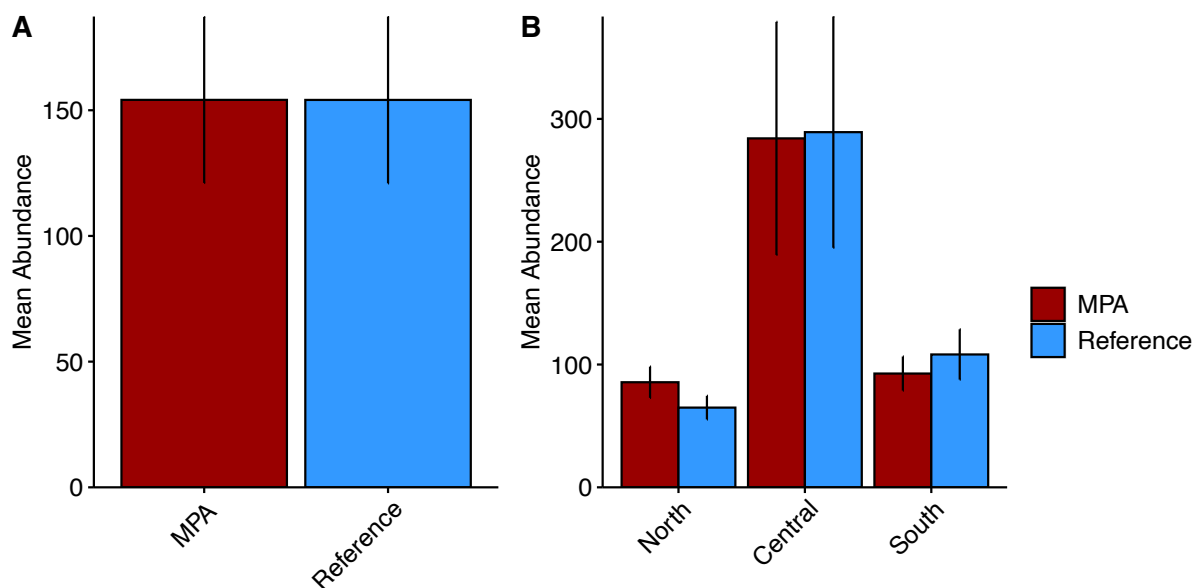 A
Mean Abundance
150
100
50
0
MPA
Reference
B
Mean Abundance
300
200
100
0
North
Central
South
MPA
Reference